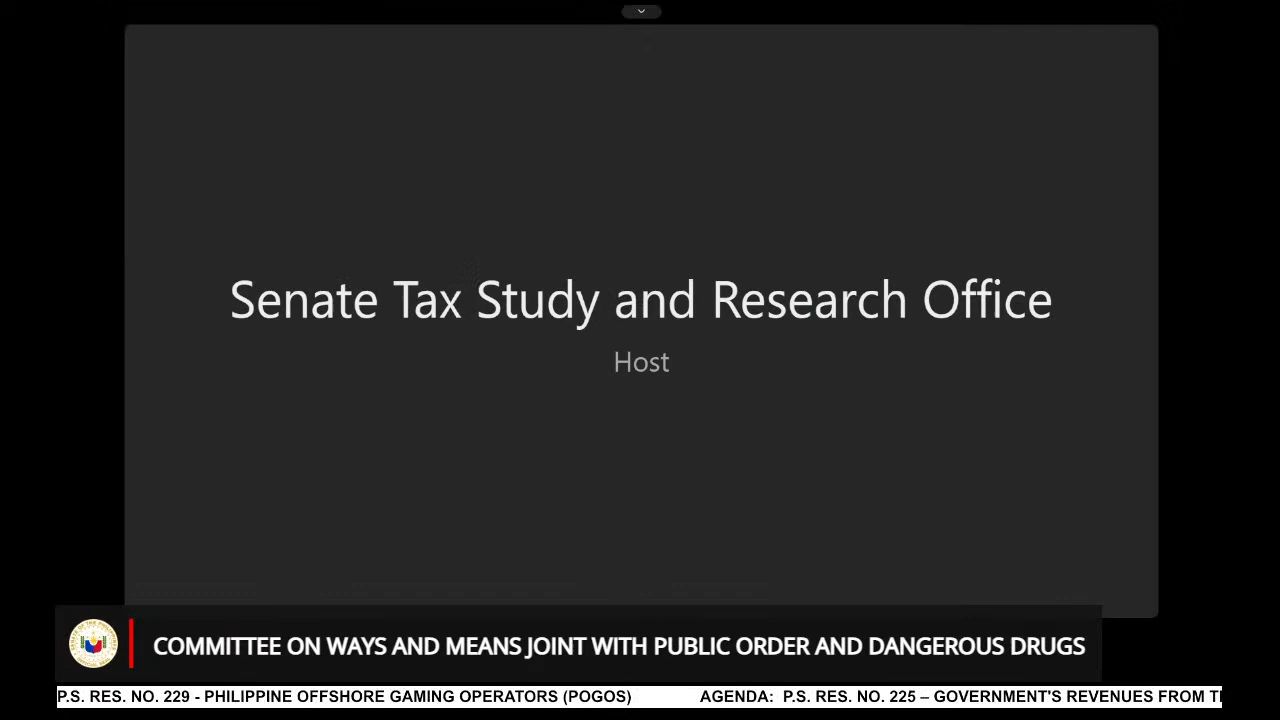 Senate Tax Study and Research Office
Host
COMMITTEE ON WAYS AND MEANS JOINT WITH PUBLIC ORDER AND DANGEROUS DRUGS
P.S. RES. NO. 229 - PHILIPPINE OFFSHORE GAMING OPERATORS (POGOS) AGENDA: P.S. RES. NO. 225 – GOVERNMENT'S REVENUES FROM